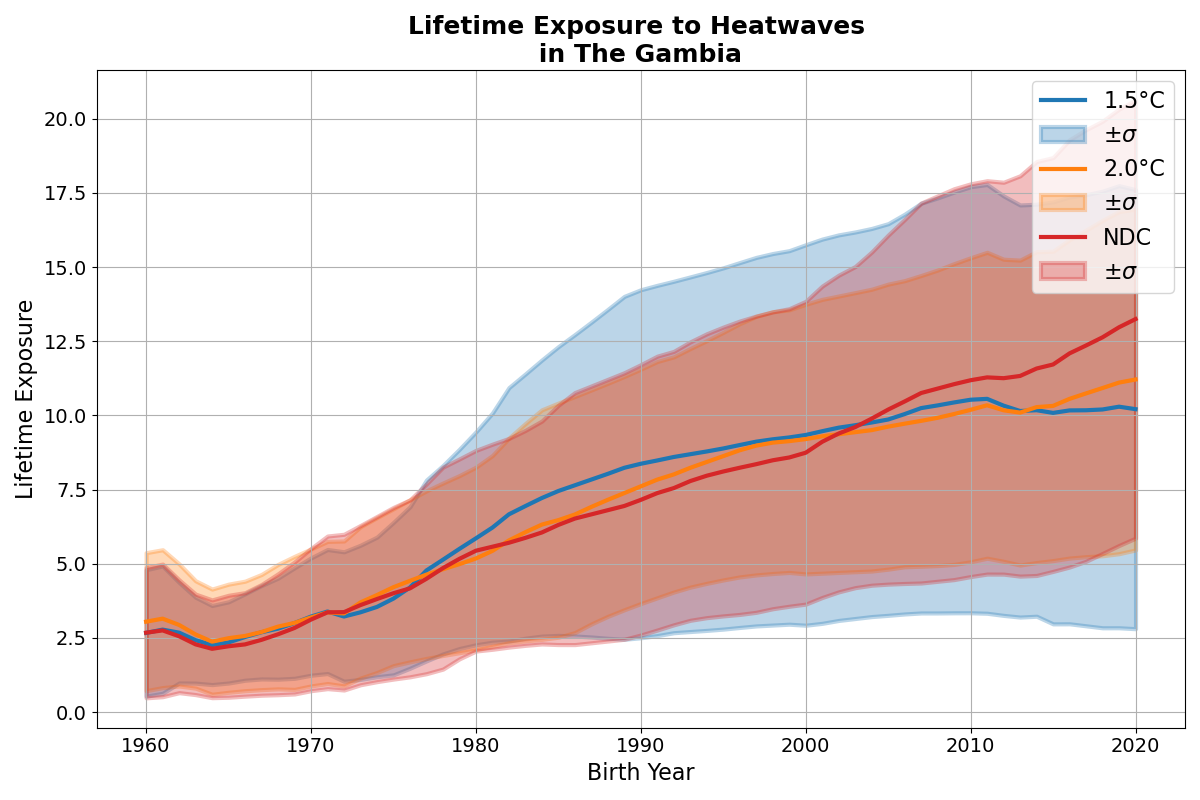 Lifetime Exposure to Heatwaves
in The Gambia
1.5°C
±σ
2.0°C
±σ
NDC
±σ
Lifetime Exposure
20.0
17.5
15.0
12.5
10.0
7.5
5.0
2.5
0.0
1960
1970
1980
1990
2000
2010
2020
Birth Year